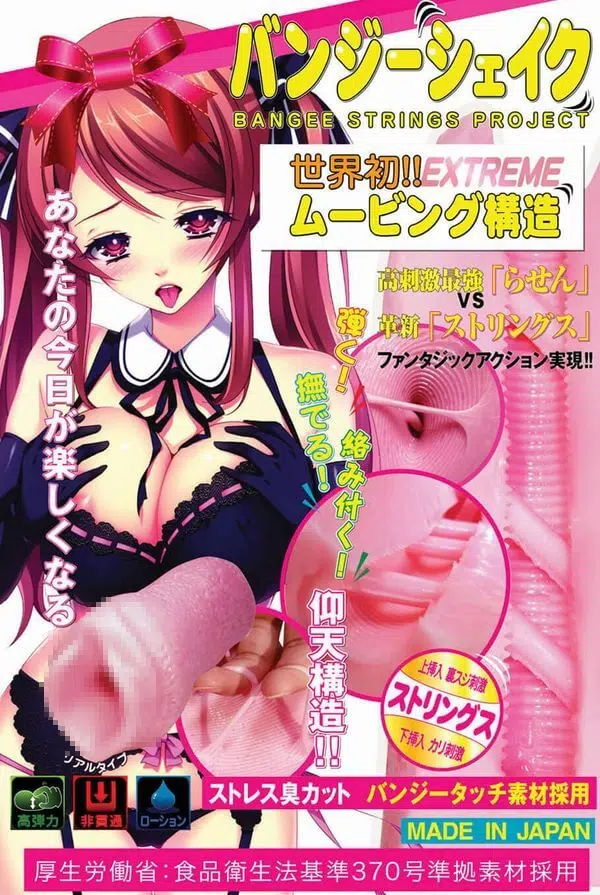 バンジーシェイク
BANGEE STRINGS PROJECT
世界初!!EXTREME
ムービング構造
高刺激最強「らせん」
VS
革新「ストリングス」
ファンタジックアクション実現!!
あなたの今日が楽しくなる
弾く!
撫でる!
絡み付く!
仰天構造!!
上挿入 裏スジ刺激
ストリングス
下挿入 カリ刺激
リアルタイプ
高弾力
非貫通
ローション
ストレス臭カット バンジータッチ素材採用
MADE IN JAPAN
厚生労働省:食品衛生法基準370号準拠素材採用